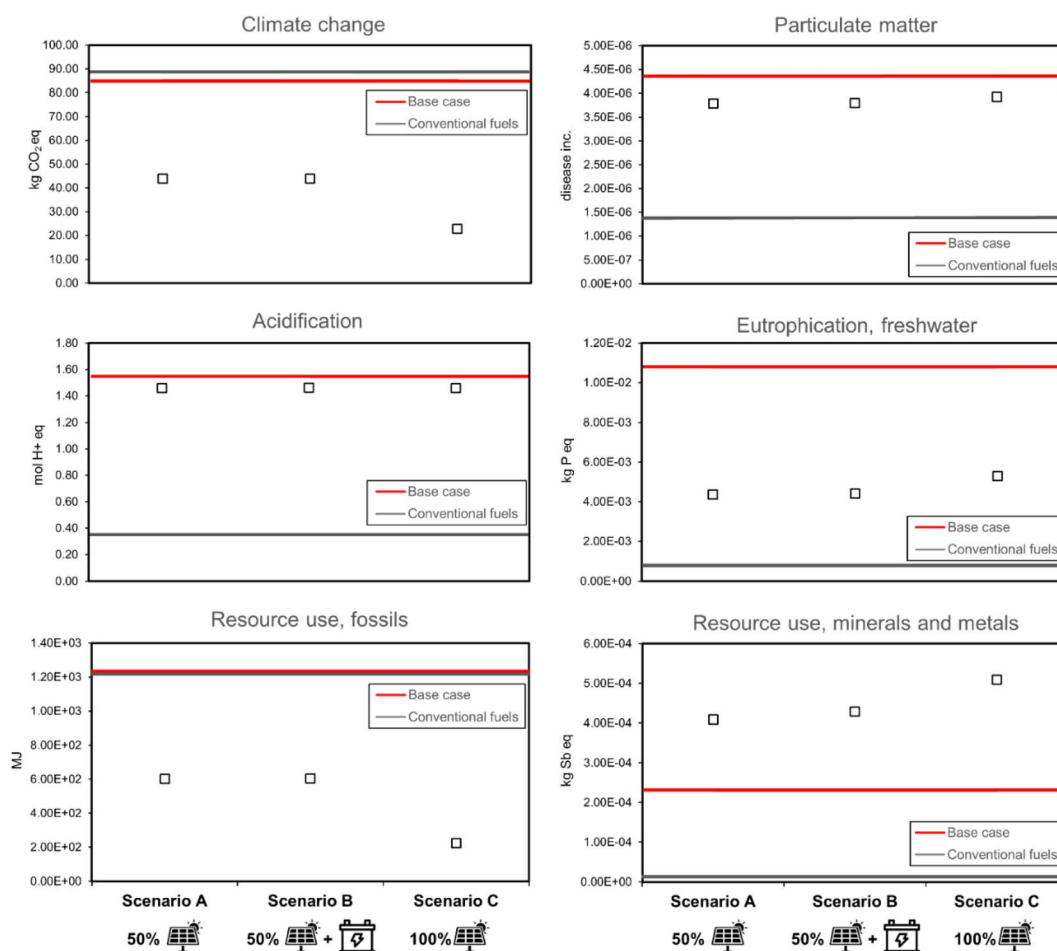 Climate change
100.00
90.00
80.00
70.00
60.00
50.00
40.00
30.00
20.00
10.00
0.00
kg CO₂ eq
Base case
Conventional fuels
Particulate matter
5.00E-06
4.50E-06
4.00E-06
3.50E-06
3.00E-06
2.50E-06
2.00E-06
1.50E-06
1.00E-06
5.00E-07
0.00E+00
disease inc.
Base case
Conventional fuels
Acidification
1.80
1.60
1.40
1.20
1.00
0.80
0.60
0.40
0.20
0.00
mol H+ eq
Base case
Conventional fuels
Eutrophication, freshwater
1.20E-02
1.00E-02
8.00E-03
6.00E-03
4.00E-03
2.00E-03
0.00E+00
kg P eq
Base case
Conventional fuels
Resource use, fossils
1.40E+03
1.20E+03
1.00E+03
8.00E+02
6.00E+02
4.00E+02
2.00E+02
0.00E+00
MJ
Base case
Conventional fuels
Resource use, minerals and metals
6.00E-04
5.00E-04
4.00E-04
3.00E-04
2.00E-04
1.00E-04
0.00E+00
kg Sb eq
Base case
Conventional fuels
Scenario A Scenario B Scenario C
50% 50% + 100%
Scenario A Scenario B Scenario C
50% 50% + 100%